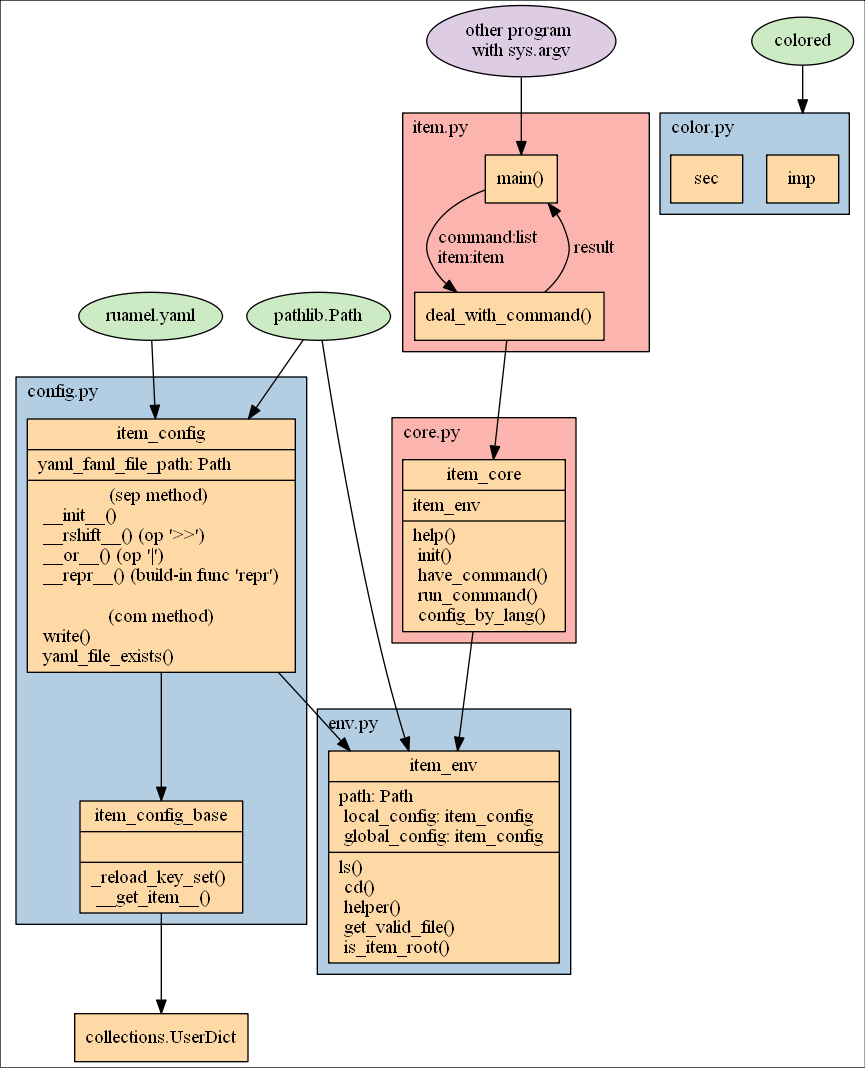 other program
with sys.argv
colored
item.py
main()
command:list
item:item
result
deal_with_command()
color.py
sec
imp
ruamel.yaml
pathlib.Path
config.py
item_config
yaml_faml_file_path: Path
(sep method)
__init__()
__rshift__() (op '>>')
__or__() (op '|')
__repr__() (build-in func 'repr')
(com method)
write()
yaml_file_exists()
core.py
item_core
item_env
help()
init()
have_command()
run_command()
config_by_lang()
env.py
item_env
path: Path
local_config: item_config
global_config: item_config
ls()
cd()
helper()
get_valid_file()
is_item_root()
item_config_base
_reload_key_set()
__get_item__()
collections.UserDict